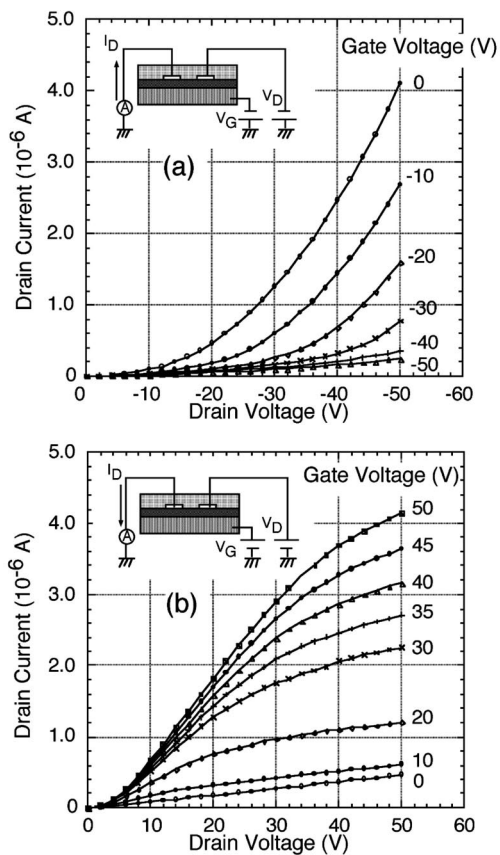 5.0
4.0
3.0
2.0
1.0
0
Drain Current (10⁻⁶ A)
I_D
A
V_G
V_D
(a)
Gate Voltage (V)
0
-10
-20
-30
-40
-50
0 -10 -20 -30 -40 -50 -60
Drain Voltage (V)
5.0
4.0
3.0
2.0
1.0
0
Drain Current (10⁻⁶ A)
I_D
A
V_G
V_D
(b)
Gate Voltage (V)
50
45
40
35
30
20
10
0
0 10 20 30 40 50 60
Drain Voltage (V)